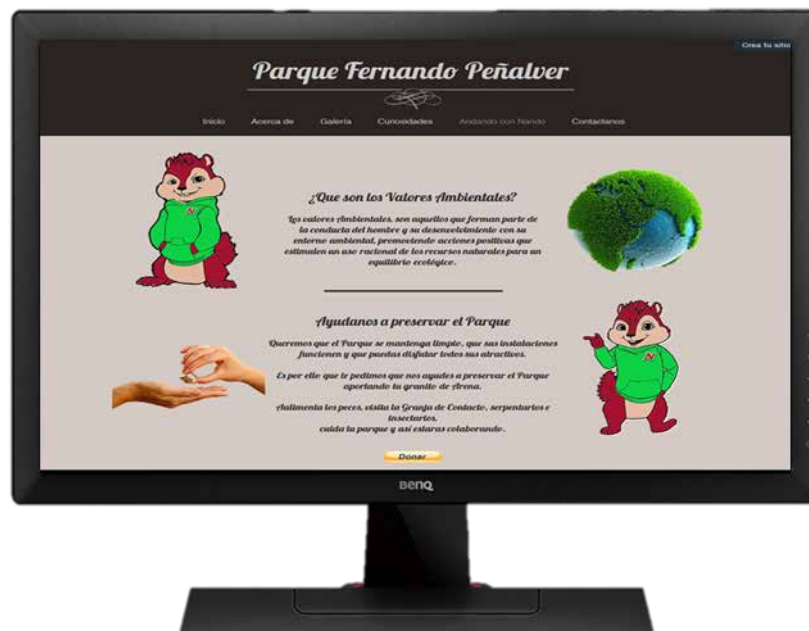 Crea tu sitio
Parque Fernando Peñalver
Inicio Acerca de Galería Curiosidades Andando con Nando Contactanos
¿Que son los Valores Ambientales?
Los valores Ambientales, son aquellos que forman parte de
la conducta del hombre y su desenvolvimiento con su
entorno ambiental, promoviendo acciones positivas que
estimulen un uso racional de los recursos naturales para un
equilibrio ecológico.
Ayudanos a preservar el Parque
Queremos que el Parque se mantenga limpio, que sus instalaciones
funcionen y que puedas disfutar todos sus atractivos.
Es por ello que te pedimos que nos ayudes a preservar el Parque
aportando tu granito de Arena.
Aalimenta los peces, visita la Granja de Contacto, serpentarios e
insectarios,
cuida tu parque y así estaras colaborando.
Donar
BenQ